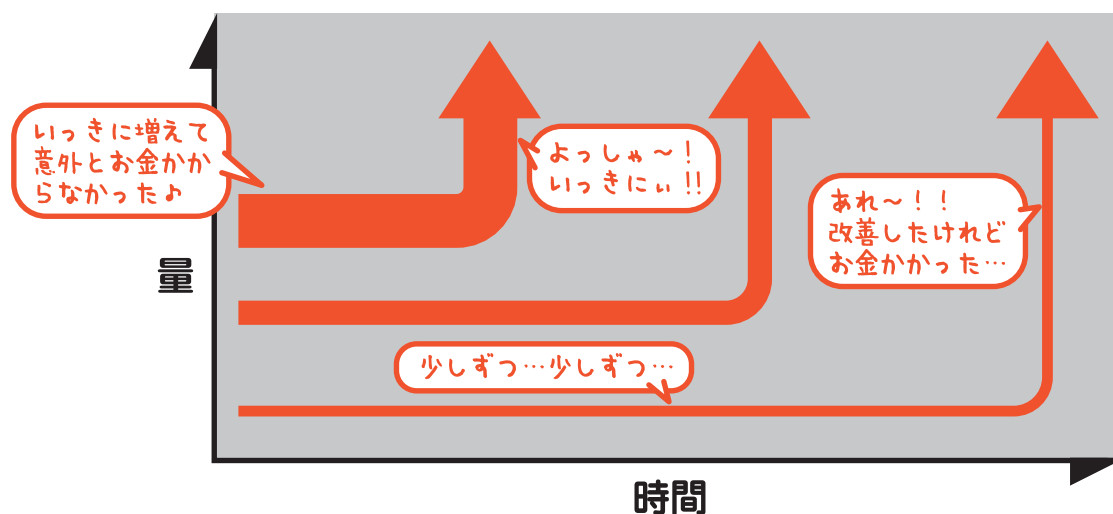 いっきに増えて
意外とお金かか
らなかった♪
よっしゃ～！
いっきにぃ!!
あれ～！！
改善したけれど
お金かかった…
量
少しずつ…少しずつ…
時間